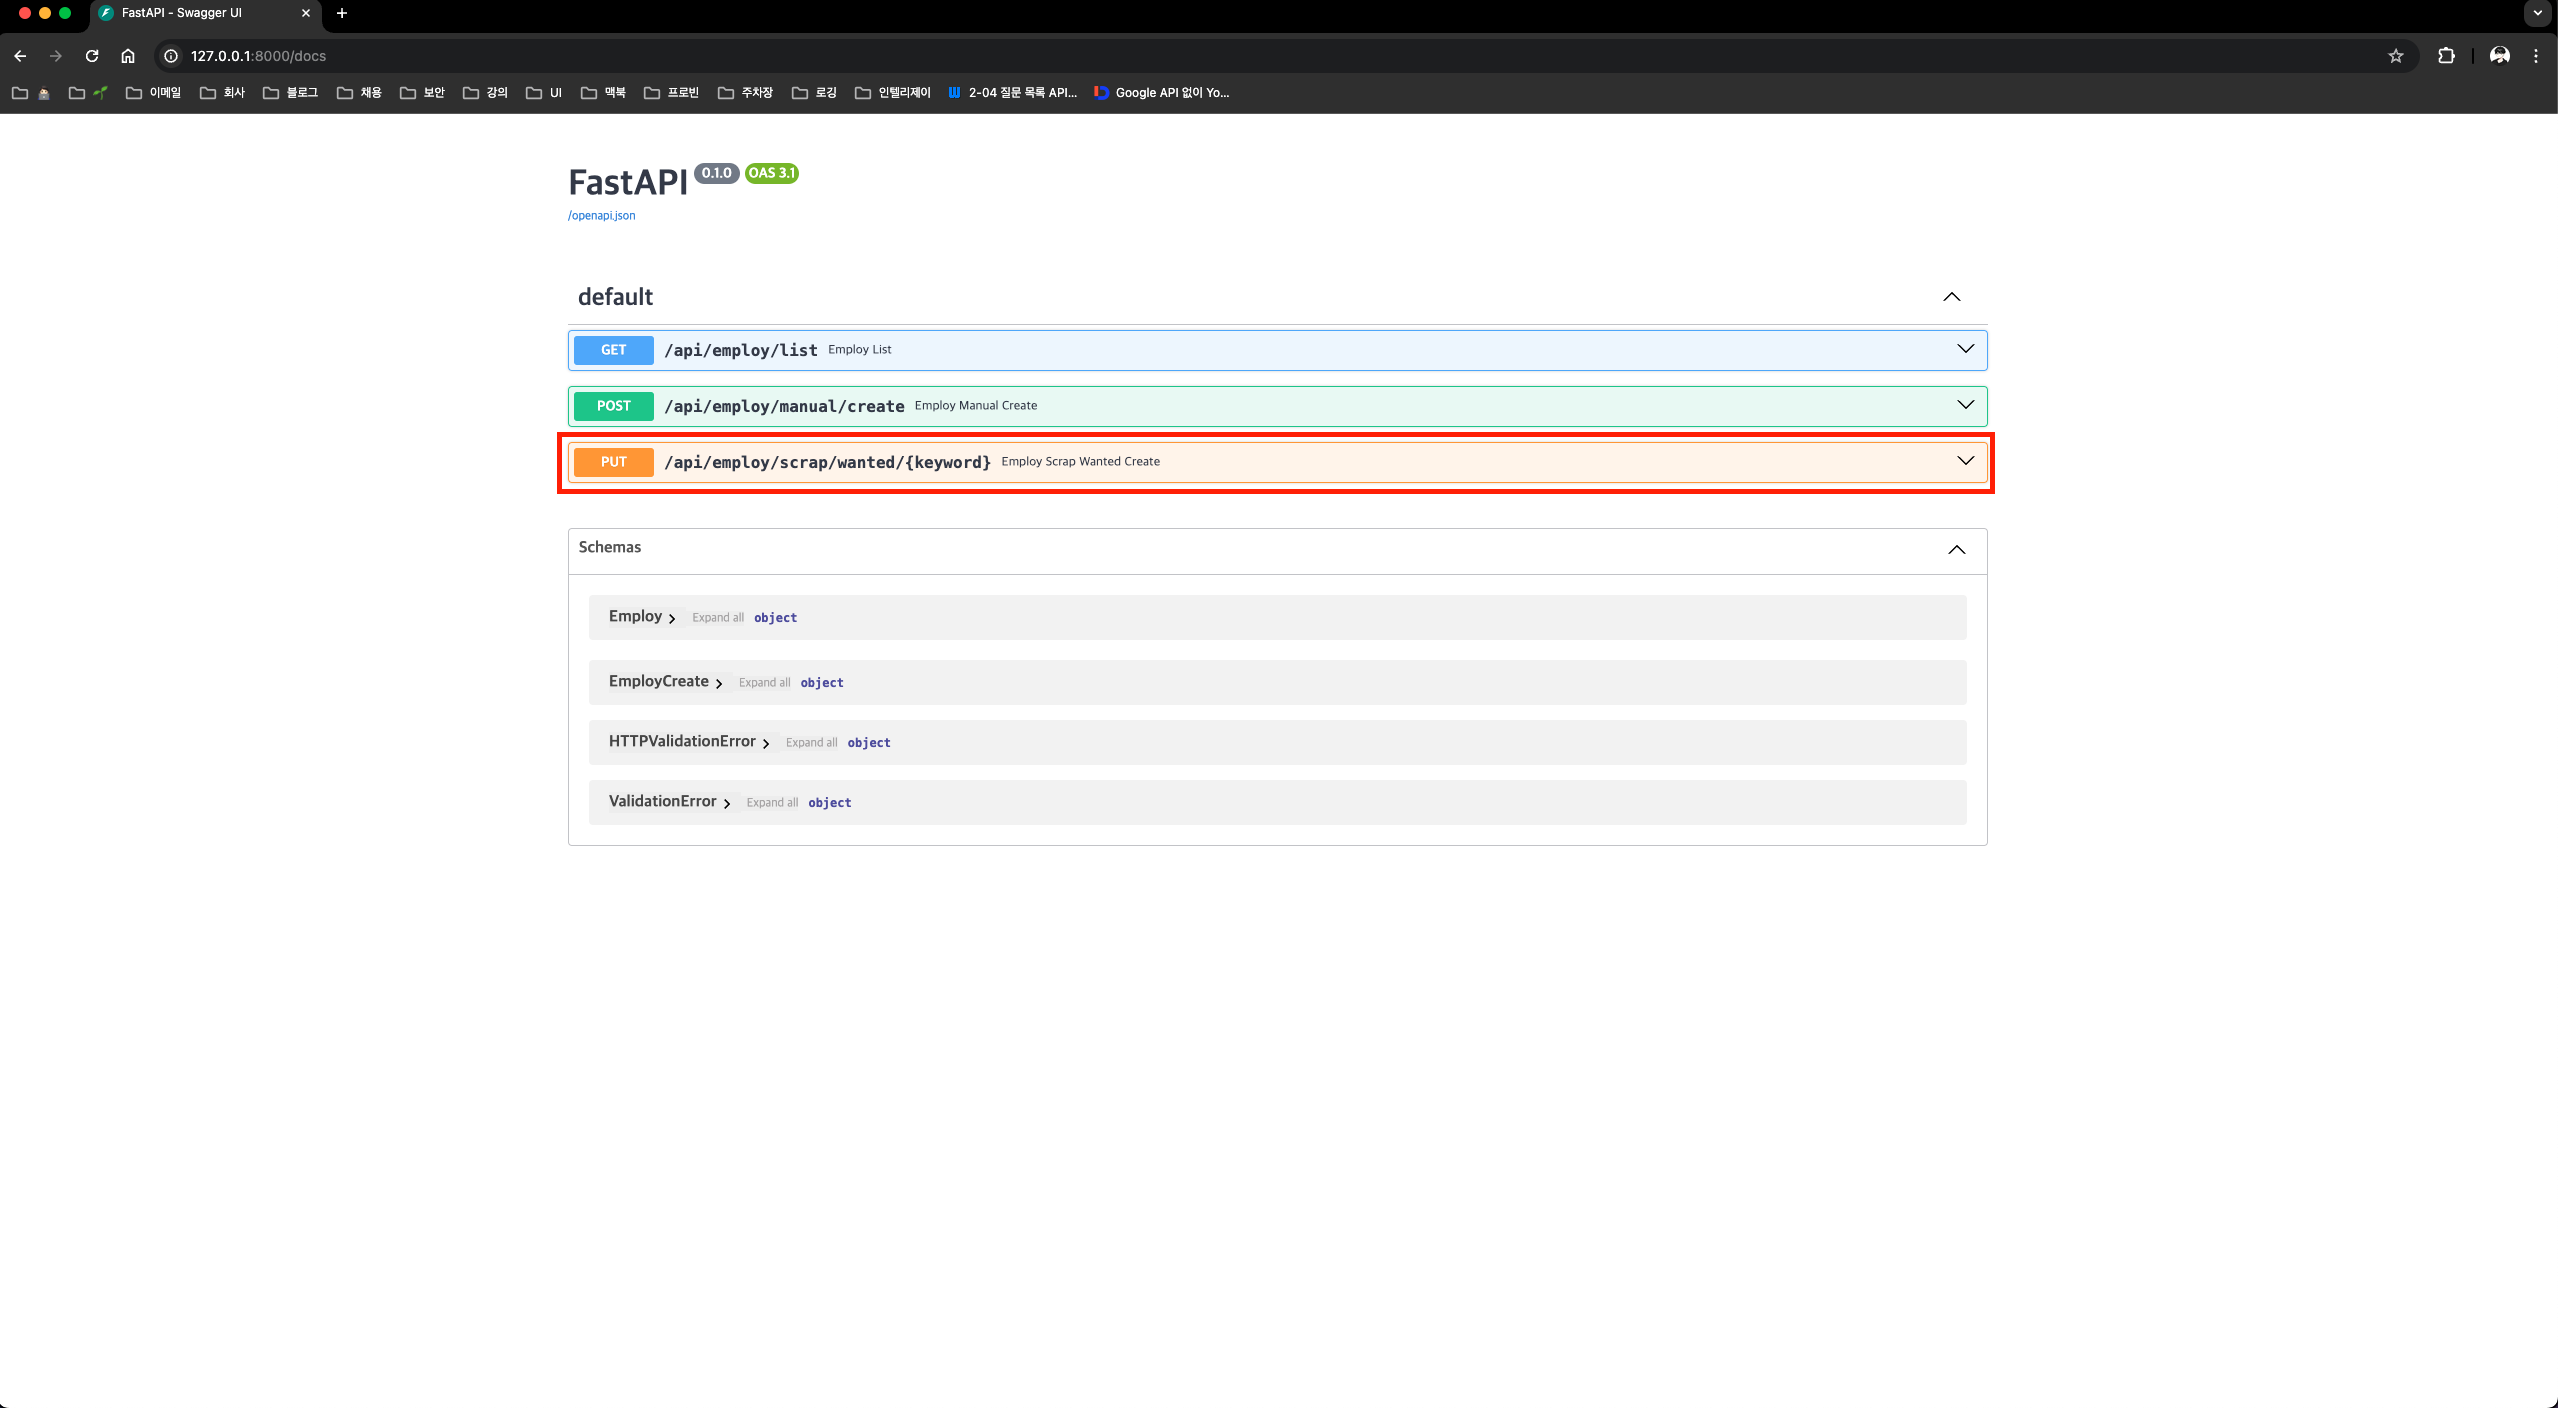 FastAPI - Swagger UI
127.0.0.1:8000/docs
이메일 회사 블로그 채용 보안 강의 UI 맥북 프로빈 주차장 로깅 인텔리제이 2-04 질문 목록 API... Google API 없이 Yo...
FastAPI 0.1.0 OAS 3.1
/openapi.json
default
GET /api/employ/list Employ List
POST /api/employ/manual/create Employ Manual Create
PUT /api/employ/scrap/wanted/{keyword} Employ Scrap Wanted Create
Schemas
Employ Expand all object
EmployCreate Expand all object
HTTPValidationError Expand all object
ValidationError Expand all object